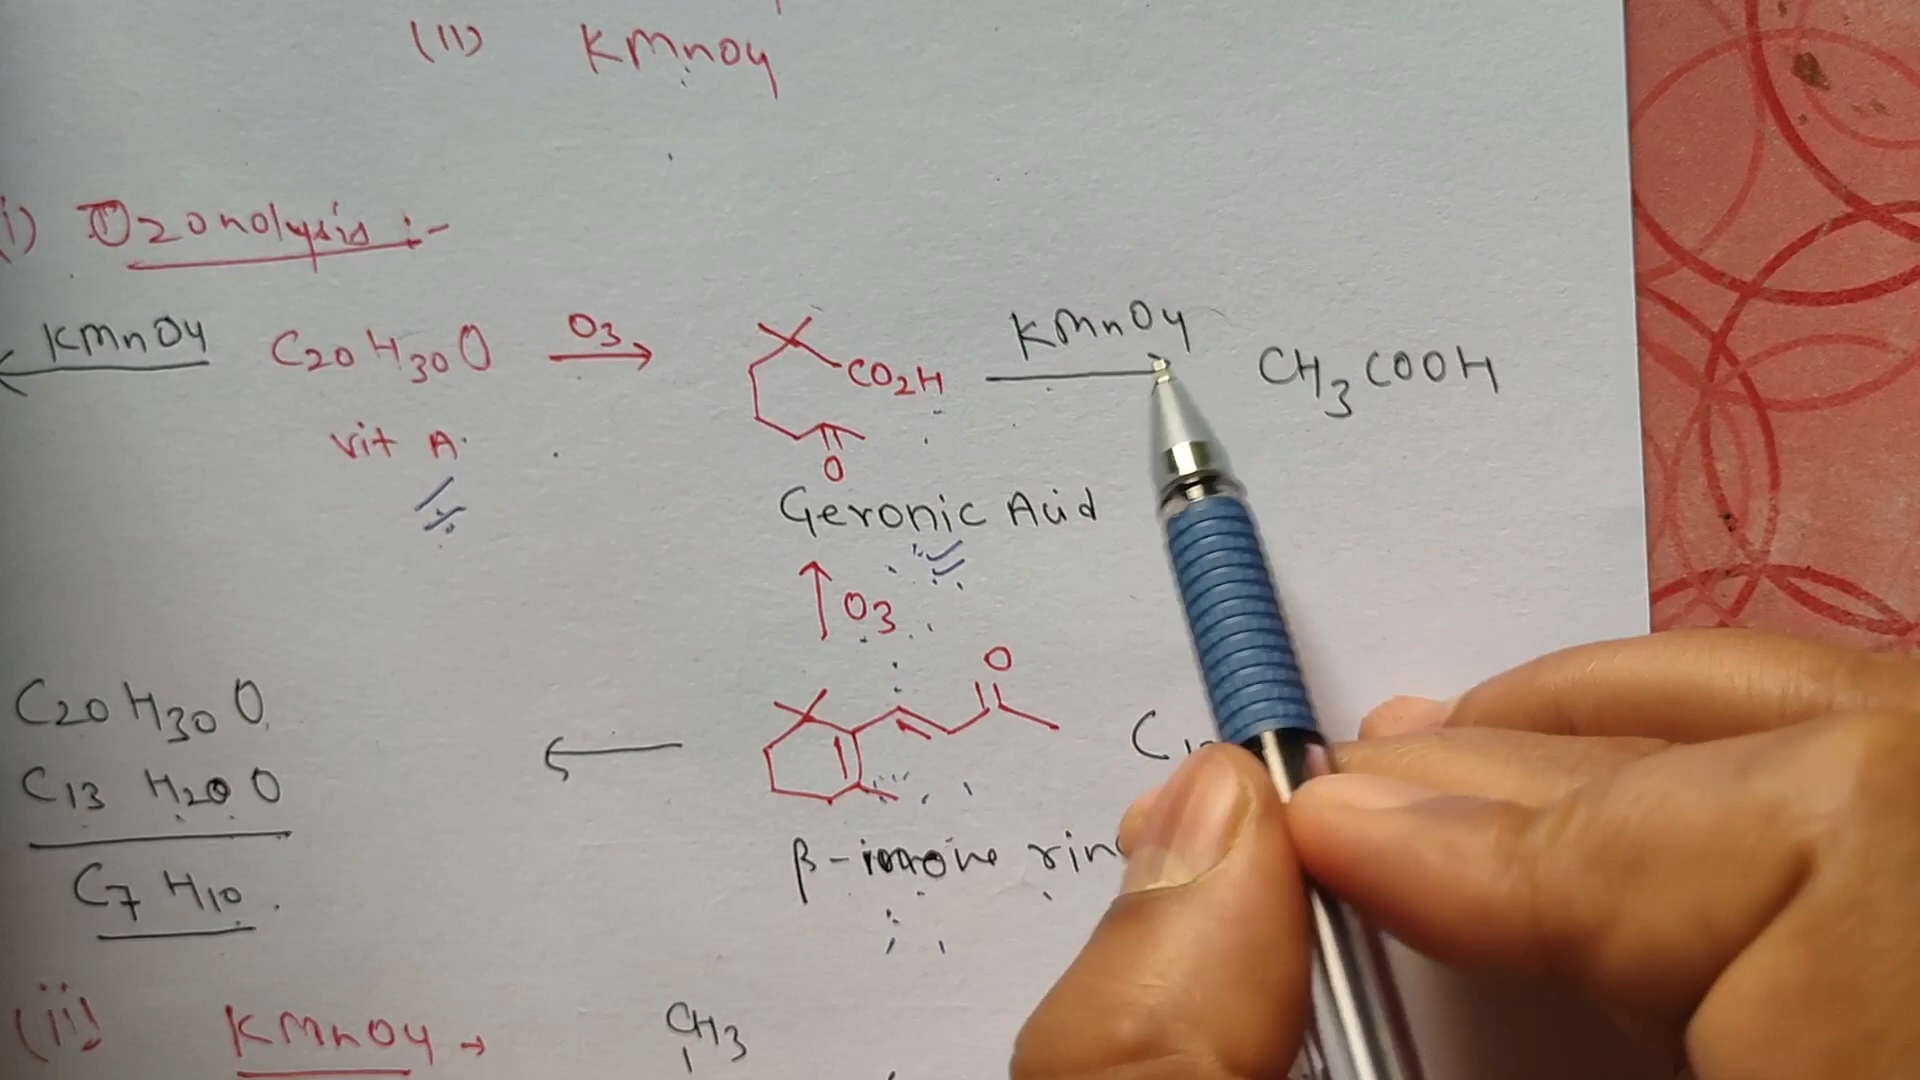 (ii) KMnO4
i) Ozonolysis :-
KMnO4 C20H30O O3 CO2H KMnO4 CH3COOH
vit A.
O
Geronic Acid
O3
O
C20H30O
C13H20O
C7H10.
β-ionone
(ii) KMnO4 →
CH3